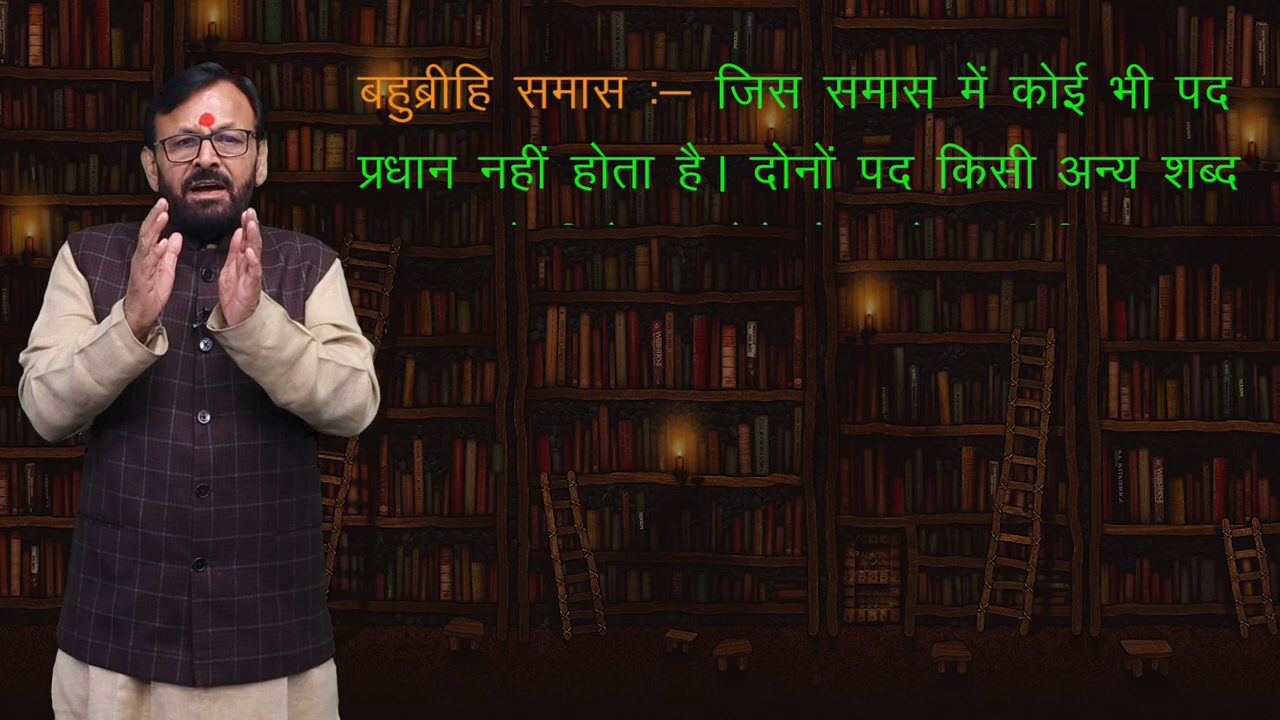 बहुब्रीहि समास :– जिस समास में कोई भी पद
प्रधान नहीं होता है। दोनों पद किसी अन्य शब्द